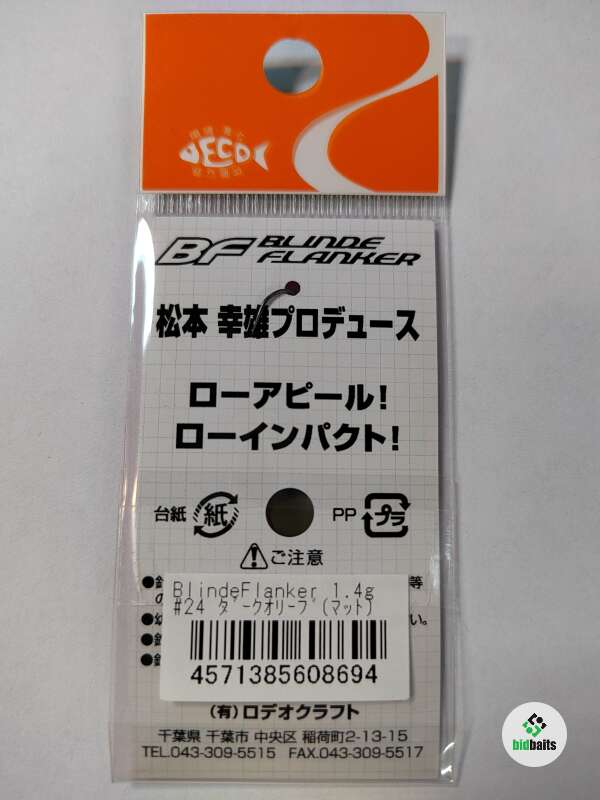 ECO
BF BLINDE
FLANKER
松本 幸雄プロデュース
ローアピール!
ローインパクト!
台紙 紙 PP プラ
ご注意
BlindeFlanker 1.4g
#24 ﾀﾞｰｸｵﾘｰﾌﾞ(ﾏｯﾄ)
4571385608694
(有)ロデオクラフト
千葉県 千葉市 中央区 稲荷町2-13-15
TEL.043-309-5515 FAX.043-309-5517
bidbaits